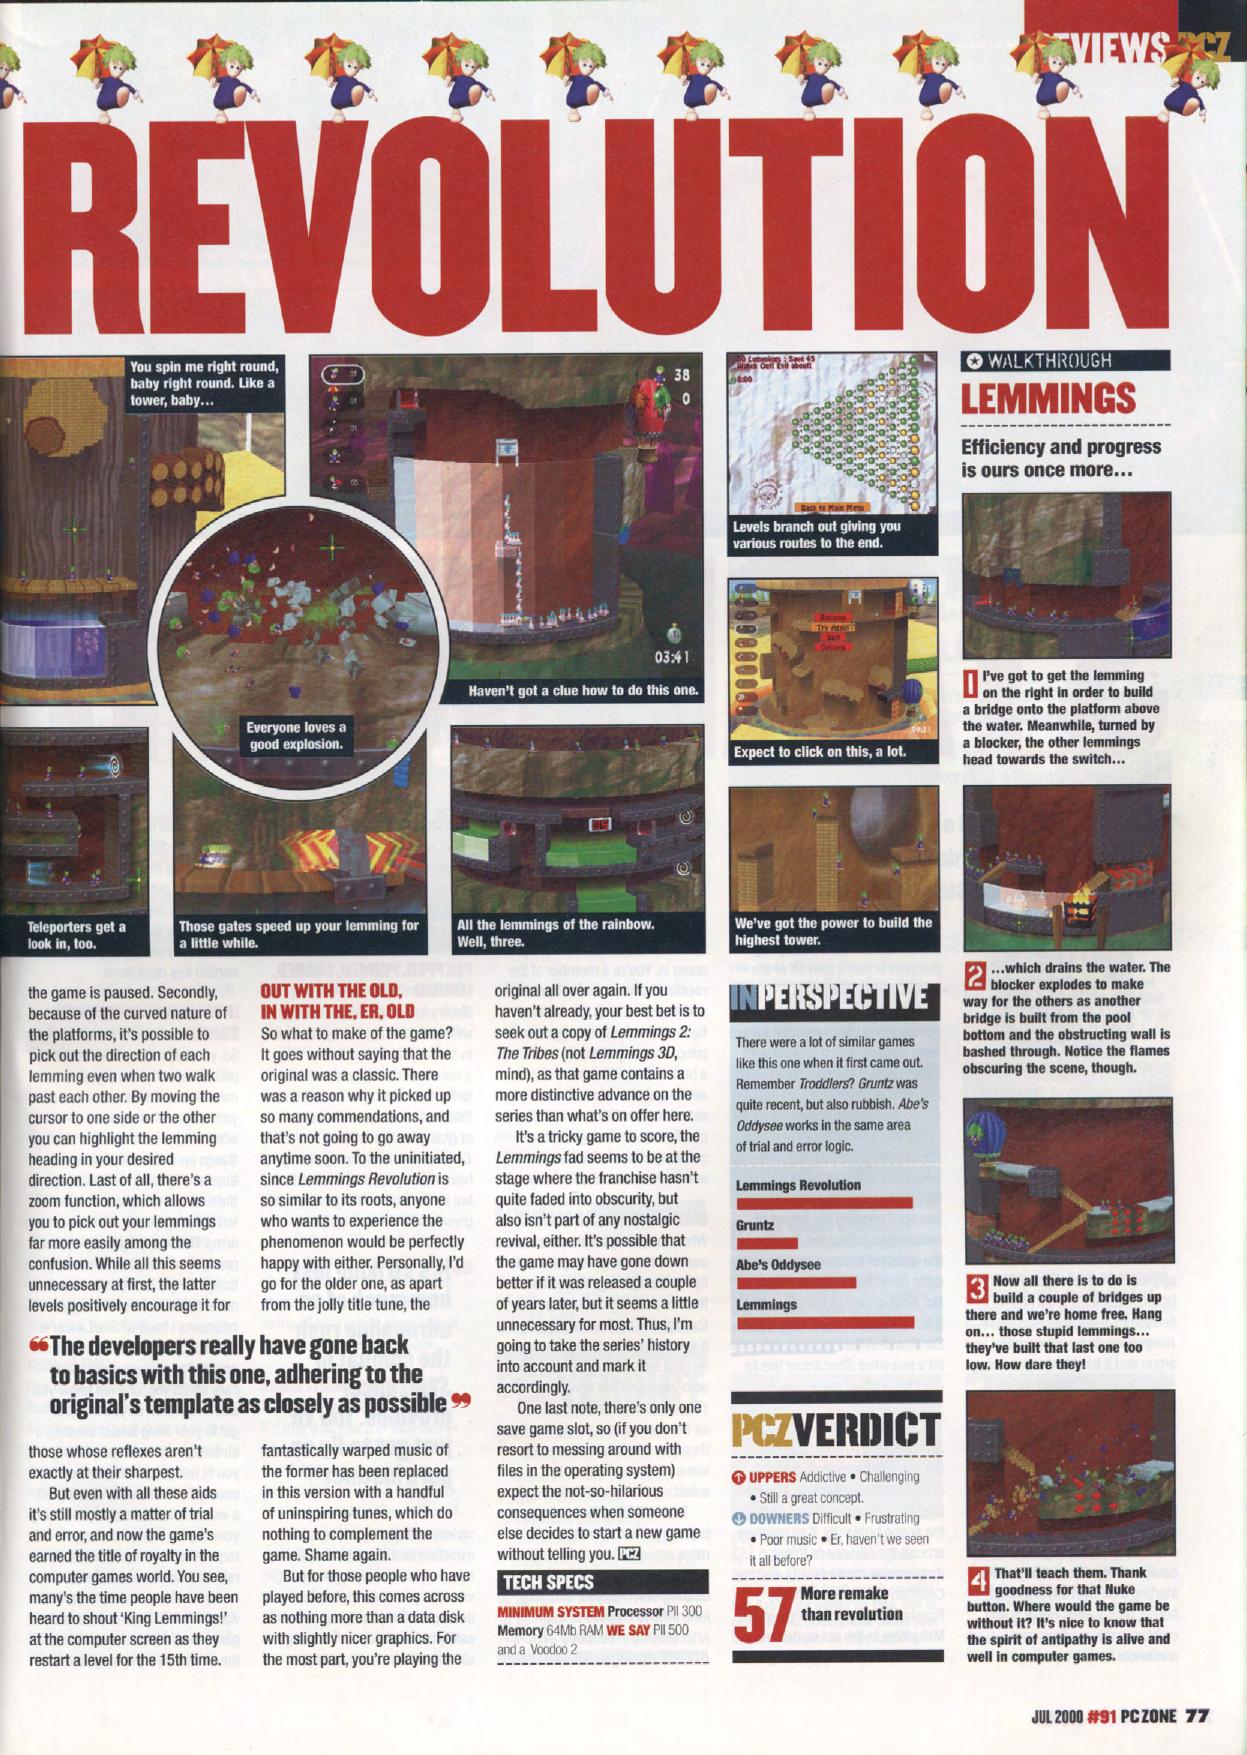 EVIEWS PCZ
REVOLUTION
You spin me right round,
baby right round. Like a
tower, baby...
38
0
03:41
Haven't got a clue how to do this one.
Everyone loves a
good explosion.
Teleporters get a
look in, too.
Those gates speed up your lemming for
a little while.
All the lemmings of the rainbow.
Well, three.
Back to Main Menu
Levels branch out giving you
various routes to the end.
Try Again?
Quit
Options
Expect to click on this, a lot.
We've got the power to build the
highest tower.
the game is paused. Secondly,
because of the curved nature of
the platforms, it's possible to
pick out the direction of each
lemming even when two walk
past each other. By moving the
cursor to one side or the other
you can highlight the lemming
heading in your desired
direction. Last of all, there's a
zoom function, which allows
you to pick out your lemmings
far more easily among the
confusion. While all this seems
unnecessary at first, the latter
levels positively encourage it for
“The developers really have gone back
to basics with this one, adhering to the
original's template as closely as possible”
those whose reflexes aren't
exactly at their sharpest.
But even with all these aids
it's still mostly a matter of trial
and error, and now the game's
earned the title of royalty in the
computer games world. You see,
many's the time people have been
heard to shout 'King Lemmings!'
at the computer screen as they
restart a level for the 15th time.
OUT WITH THE OLD,
IN WITH THE, ER, OLD
So what to make of the game?
It goes without saying that the
original was a classic. There
was a reason why it picked up
so many commendations, and
that's not going to go away
anytime soon. To the uninitiated,
since Lemmings Revolution is
so similar to its roots, anyone
who wants to experience the
phenomenon would be perfectly
happy with either. Personally, I'd
go for the older one, as apart
from the jolly title tune, the
fantastically warped music of
the former has been replaced
in this version with a handful
of uninspiring tunes, which do
nothing to complement the
game. Shame again.
But for those people who have
played before, this comes across
as nothing more than a data disk
with slightly nicer graphics. For
the most part, you're playing the
original all over again. If you
haven't already, your best bet is to
seek out a copy of Lemmings 2:
The Tribes (not Lemmings 3D,
mind), as that game contains a
more distinctive advance on the
series than what's on offer here.
It's a tricky game to score, the
Lemmings fad seems to be at the
stage where the franchise hasn't
quite faded into obscurity, but
also isn't part of any nostalgic
revival, either. It's possible that
the game may have gone down
better if it was released a couple
of years later, but it seems a little
unnecessary for most. Thus, I'm
going to take the series' history
into account and mark it
accordingly.
One last note, there's only one
save game slot, so (if you don't
resort to messing around with
files in the operating system)
expect the not-so-hilarious
consequences when someone
else decides to start a new game
without telling you. PCZ
TECH SPECS
MINIMUM SYSTEM Processor PII 300
Memory 64Mb RAM WE SAY PII 500
and a Voodoo 2
INPERSPECTIVE
There were a lot of similar games
like this one when it first came out.
Remember Troddlers? Gruntz was
quite recent, but also rubbish. Abe's
Oddysee works in the same area
of trial and error logic.
Lemmings Revolution
Gruntz
Abe's Oddysee
Lemmings
PCZVERDICT
UPPERS Addictive • Challenging
• Still a great concept.
DOWNERS Difficult • Frustrating
• Poor music • Er, haven't we seen
it all before?
57 More remake
than revolution
WALKTHROUGH
LEMMINGS
Efficiency and progress
is ours once more...
1 I've got to get the lemming
on the right in order to build
a bridge onto the platform above
the water. Meanwhile, turned by
a blocker, the other lemmings
head towards the switch...
2 ...which drains the water. The
blocker explodes to make
way for the others as another
bridge is built from the pool
bottom and the obstructing wall is
bashed through. Notice the flames
obscuring the scene, though.
3 Now all there is to do is
build a couple of bridges up
there and we're home free. Hang
on... those stupid lemmings...
they've built that last one too
low. How dare they!
4 That'll teach them. Thank
goodness for that Nuke
button. Where would the game be
without it? It's nice to know that
the spirit of antipathy is alive and
well in computer games.
JUL 2000 #91 PC ZONE 77